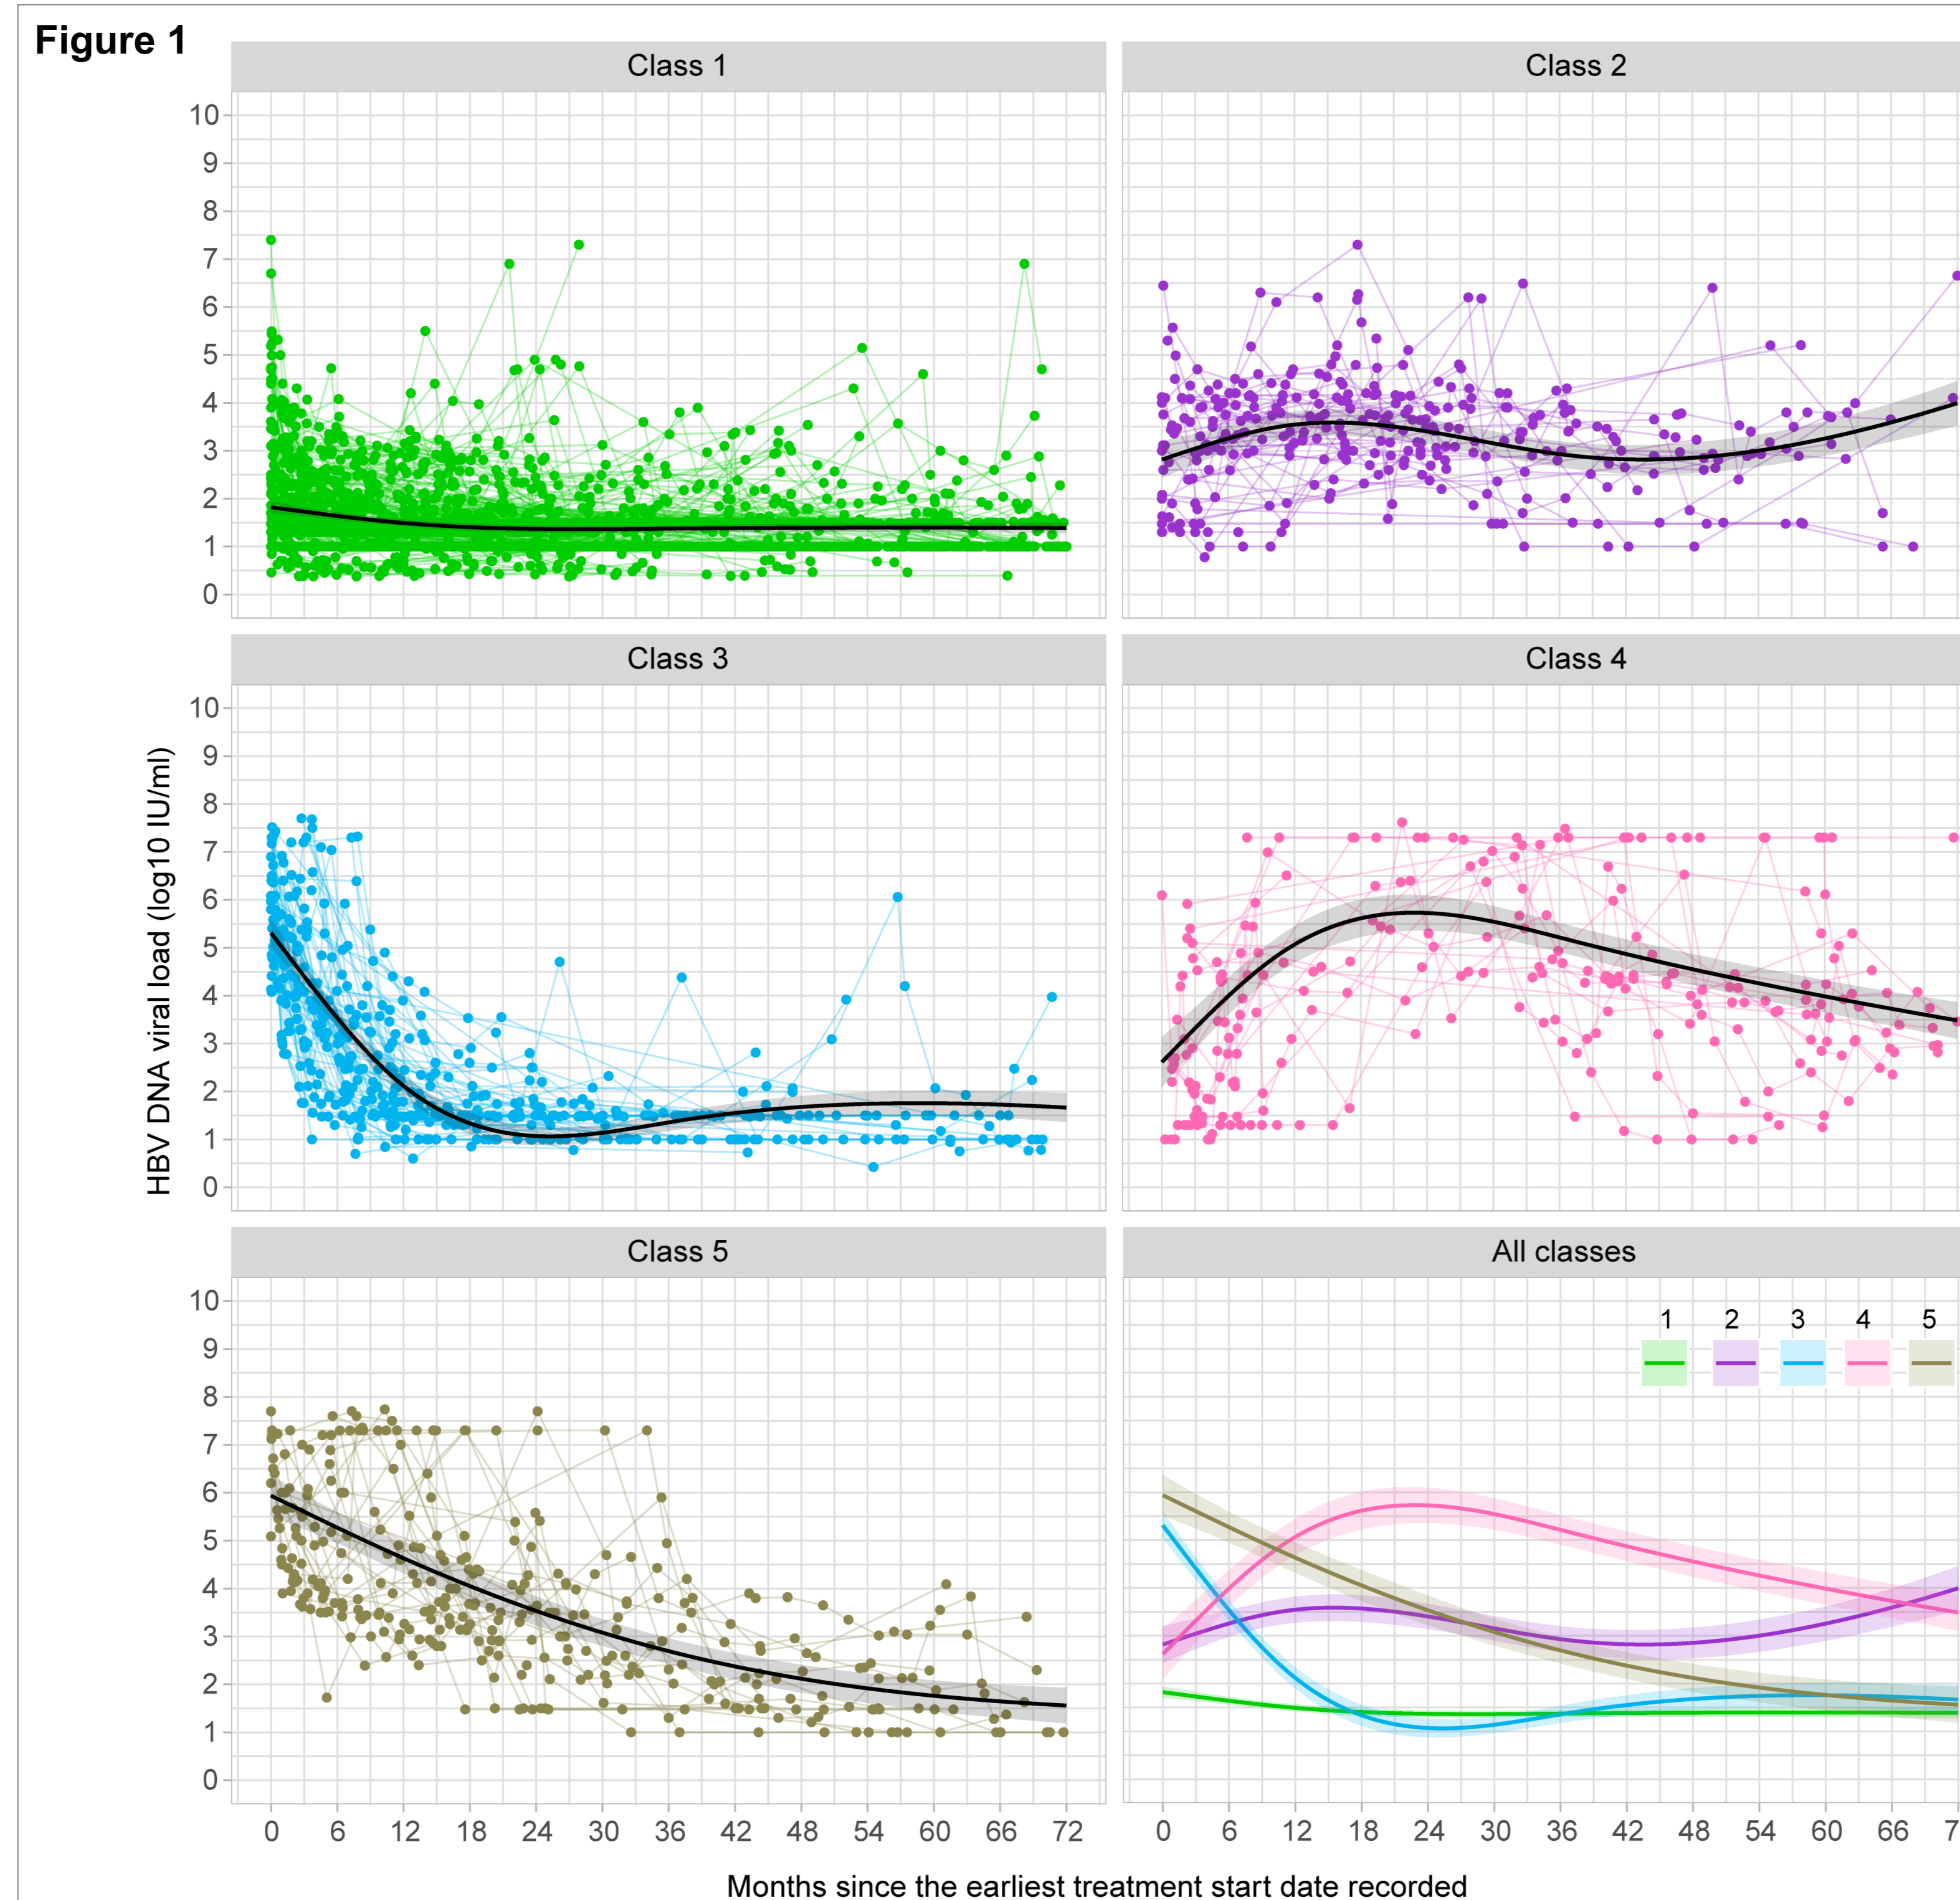 Figure 1
Class 1
Class 2
10
9
8
7
6
5
4
3
2
1
0
Class 3
Class 4
HBV DNA viral load (log10 IU/ml)
10
9
8
7
6
5
4
3
2
1
0
Class 5
All classes
10
9
8
7
6
5
4
3
2
1
0
1 2 3 4 5
0 6 12 18 24 30 36 42 48 54 60 66 72
0 6 12 18 24 30 36 42 48 54 60 66 7
Months since the earliest treatment start date recorded